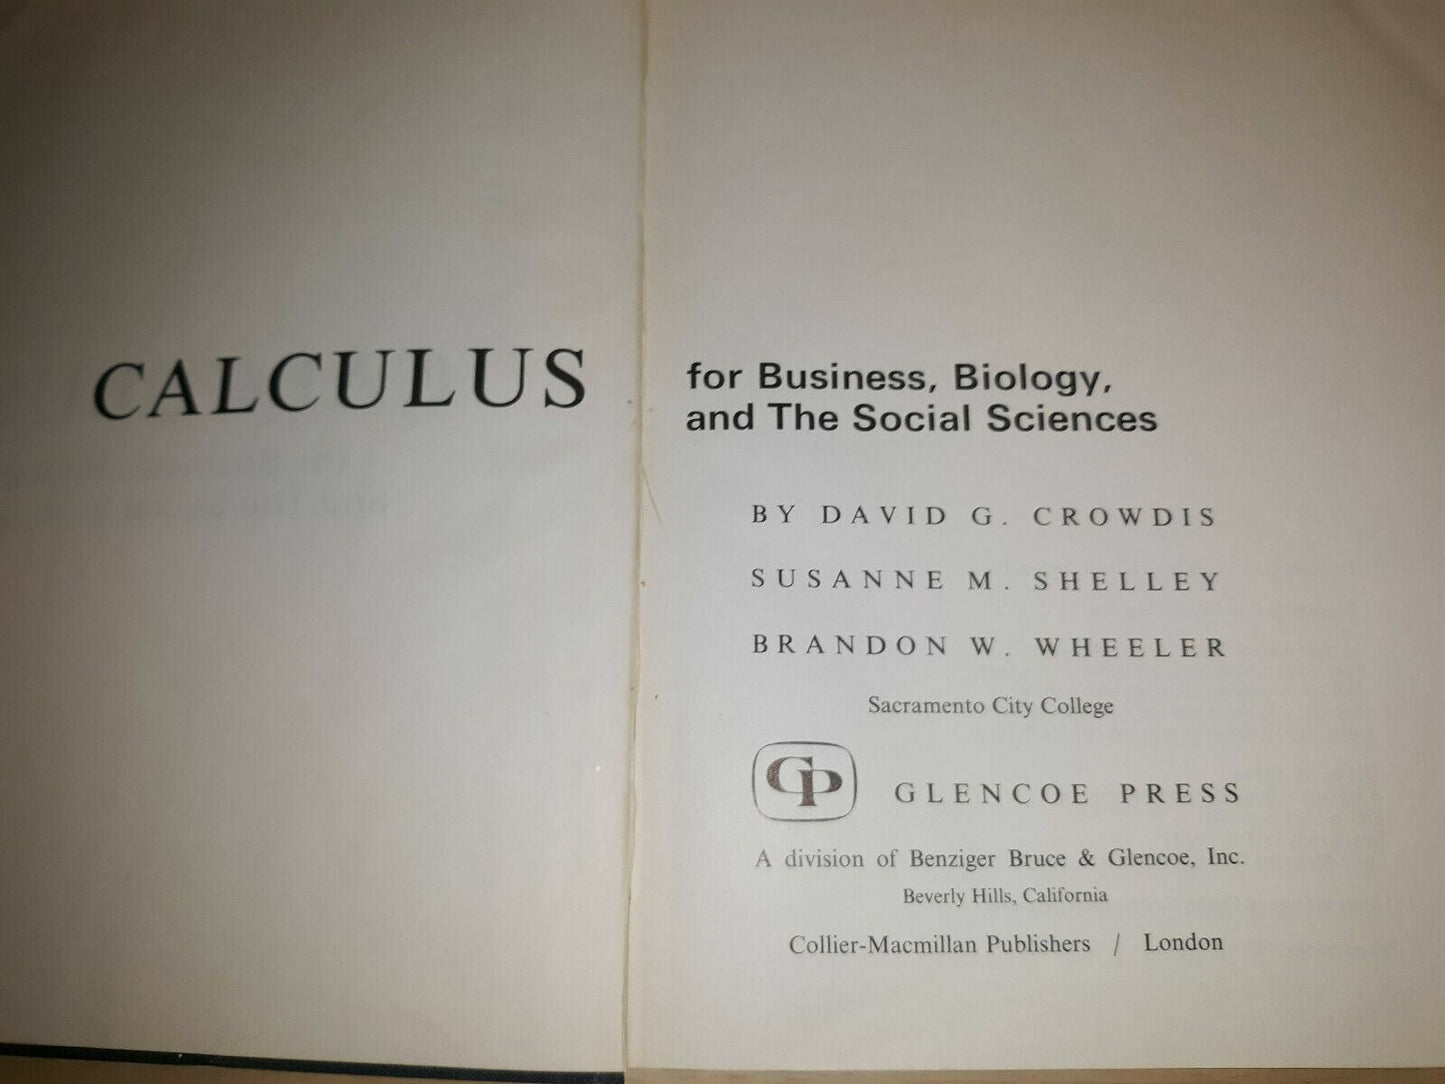 CALCULUS
for Business, Biology,
and The Social Sciences
BY DAVID G. CROWDIS
SUSANNE M. SHELLEY
BRANDON W. WHEELER
Sacramento City College
GP
GLENCOE PRESS
A division of Benziger Bruce & Glencoe, Inc.
Beverly Hills, California
Collier-Macmillan Publishers / London